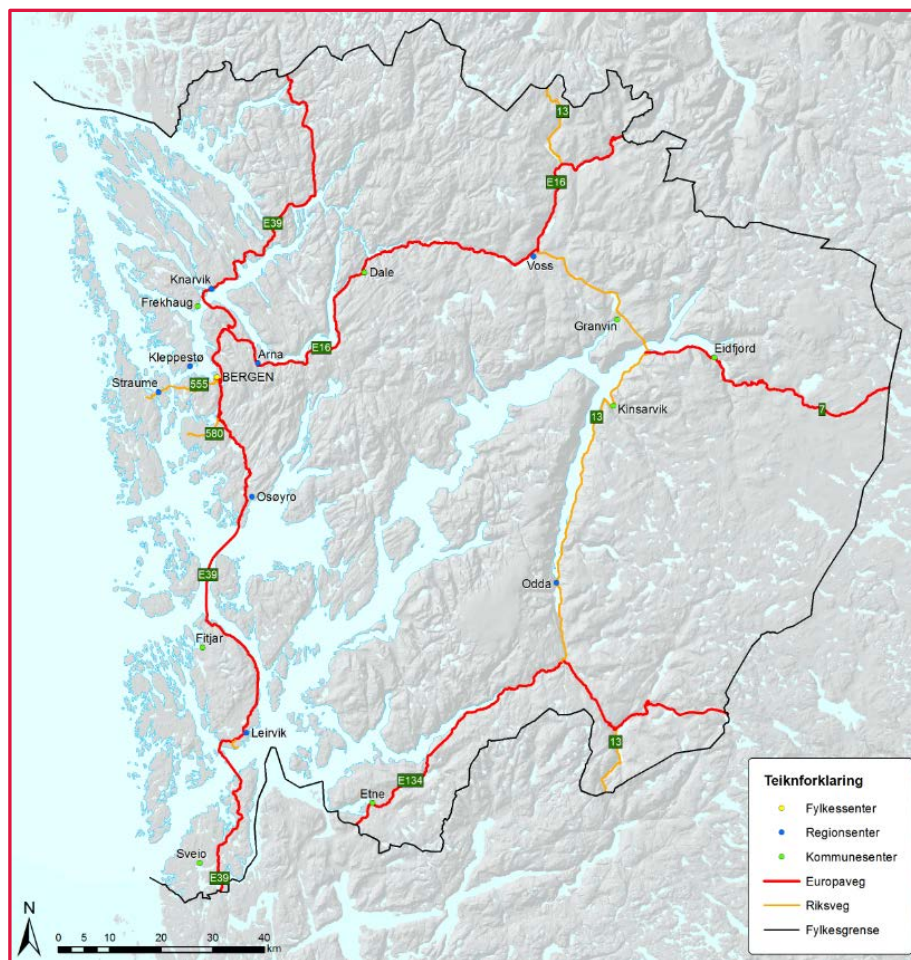 13
E16
E39
Knarvik
Voss
Dale
Frekhaug
Granvin
E16
Arna
Eidfjord
Kleppestø
BERGEN
555
Straume
7
Kinsarvik
13
580
Osøyro
E39
Odda
Fitjar
Leirvik
13
E134
Etne
Sveio
E39
Teiknforklaring
Fylkessenter
Regionsenter
Kommunesenter
Europaveg
Riksveg
Fylkesgrense
N
0 5 10 20 30 40
km